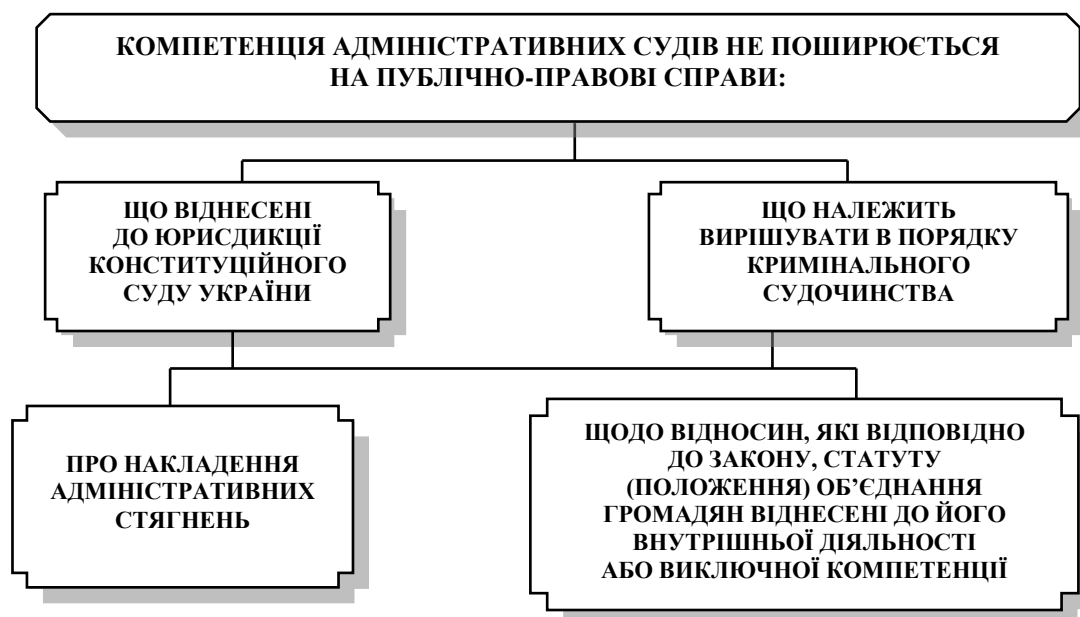 КОМПЕТЕНЦІЯ АДМІНІСТРАТИВНИХ СУДІВ НЕ ПОШИРЮЄТЬСЯ
НА ПУБЛІЧНО-ПРАВОВІ СПРАВИ:
ЩО ВІДНЕСЕНІ
ДО ЮРИСДИКЦІЇ
КОНСТИТУЦІЙНОГО
СУДУ УКРАЇНИ
ЩО НАЛЕЖИТЬ
ВИРІШУВАТИ В ПОРЯДКУ
КРИМІНАЛЬНОГО
СУДОЧИНСТВА
ПРО НАКЛАДЕННЯ
АДМІНІСТРАТИВНИХ
СТЯГНЕНЬ
ЩОДО ВІДНОСИН, ЯКІ ВІДПОВІДНО
ДО ЗАКОНУ, СТАТУТУ
(ПОЛОЖЕННЯ) ОБ’ЄДНАННЯ
ГРОМАДЯН ВІДНЕСЕНІ ДО ЙОГО
ВНУТРІШНЬОЇ ДІЯЛЬНОСТІ
АБО ВИКЛЮЧНОЇ КОМПЕТЕНЦІЇ